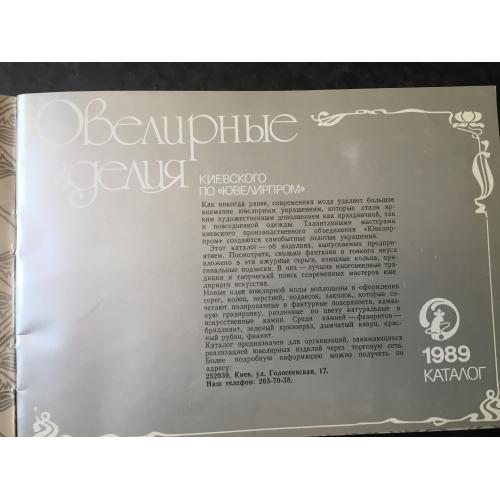 Ювелирные
изделия
КИЕВСКОГО
ПО «ЮВЕЛИРПРОМ»
Как никогда ранее, современная мода уделяет большое
внимание ювелирным украшениям, которые стали яр-
ким художественным дополнением как праздничной, так
и повседневной одежды. Талантливыми мастерами
киевского производственного объединения «Ювелир-
пром» создаются самобытные золотые украшения.
Этот каталог — об изделиях, выпускаемых предпри-
ятием. Посмотрите, сколько фантазии и тонкого вкуса
вложено в эти ажурные серьги, изящные кольца, ори-
гинальные подвески. В них — лучшие многовековые тра-
диции и творческий поиск современных мастеров юве-
лирного искусства.
Новые идеи ювелирной моды воплощены в оформлении
серег, колец, перстней, подвесок, заколок, которые со-
четают полированные и фактурные поверхности, алмаз-
ную гравировку, различные по цвету натуральные и
искусственные камни. Среди камней — фаворитов —
бриллиант, зеленый хризопраз, дымчатый кварц, крас-
ный рубин, фианит.
Каталог предназначен для организаций, занимающихся
реализацией ювелирных изделий через торговую сеть.
Более подробную информацию можно получить по
адресу:
252039, Киев, ул. Голосеевская, 17.
Наш телефон: 263-70-38.
1989
КАТАЛОГ